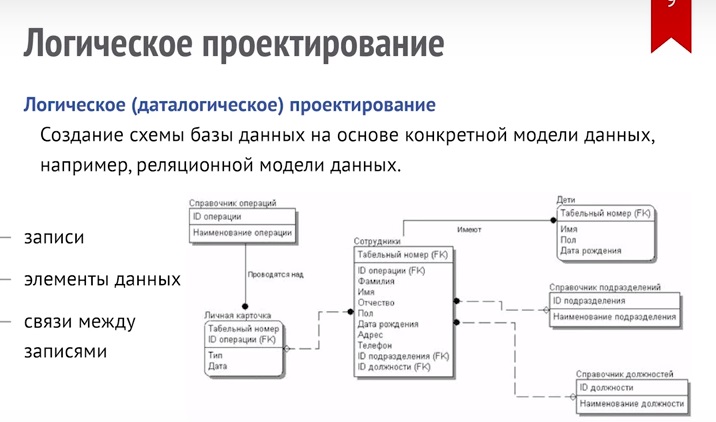 9
Логическое проектирование
Логическое (даталогическое) проектирование
Создание схемы базы данных на основе конкретной модели данных,
например, реляционной модели данных.
записи
элементы данных
связи между
записями
Справочник операций
ID операции
Наименование операции
Проводятся над
Личная карточка
Табельный номер
ID операции (FK)
Тип
Дата
Сотрудники
Табельный номер (FK)
ID операции (FK)
Фамилия
Имя
Отчество
Пол
Дата рождения
Адрес
Телефон
ID подразделения (FK)
ID должности (FK)
Имеют
Дети
Табельный номер (FK)
Имя
Пол
Дата рождения
Справочник подразделений
ID подразделения
Наименование подразделения
Справочник должностей
ID должности
Наименование должности